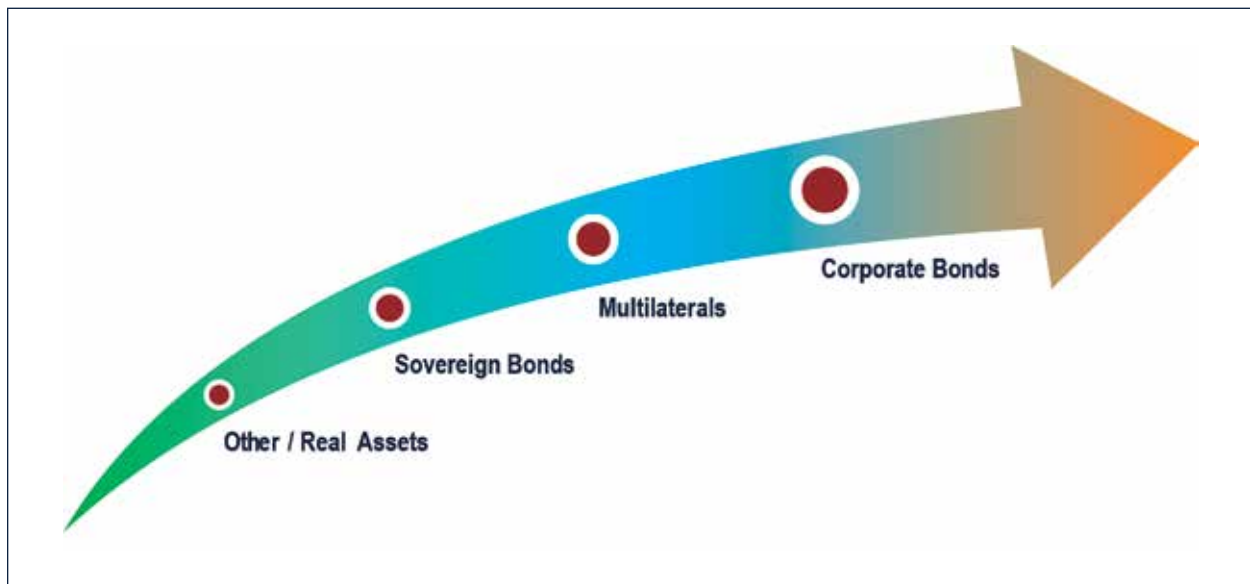 Corporate Bonds
Multilaterals
Sovereign Bonds
Other / Real Assets